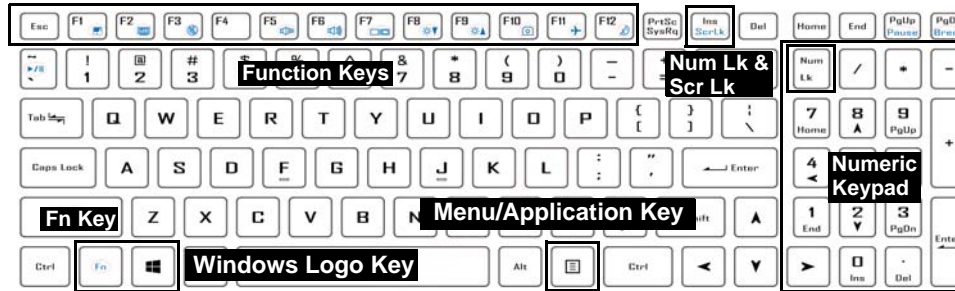 Esc F1 F2 F3 F4 F5 F6 F7 F8 F9 F10 F11 F12 PrtSc Ins Del Home End PgUp
SysRq ScrLk Pause
! @ # & * ( ) Num
1 2 3 Function Keys 7 8 9 0 Num Lk & Lk / * -
Scr Lk
Tab Q W E R T Y U I O P { } 7 8 9
[ ] \ Home PgUp +
Caps Lock A S D F G H J K L : " Enter 4 Numeric
; ' Keypad
Fn Key Z X C V B N Menu/Application Key 1 2 3
End PgDn
Ctrl Fn Windows Logo Key Alt Ctrl 0 .
Ins Del